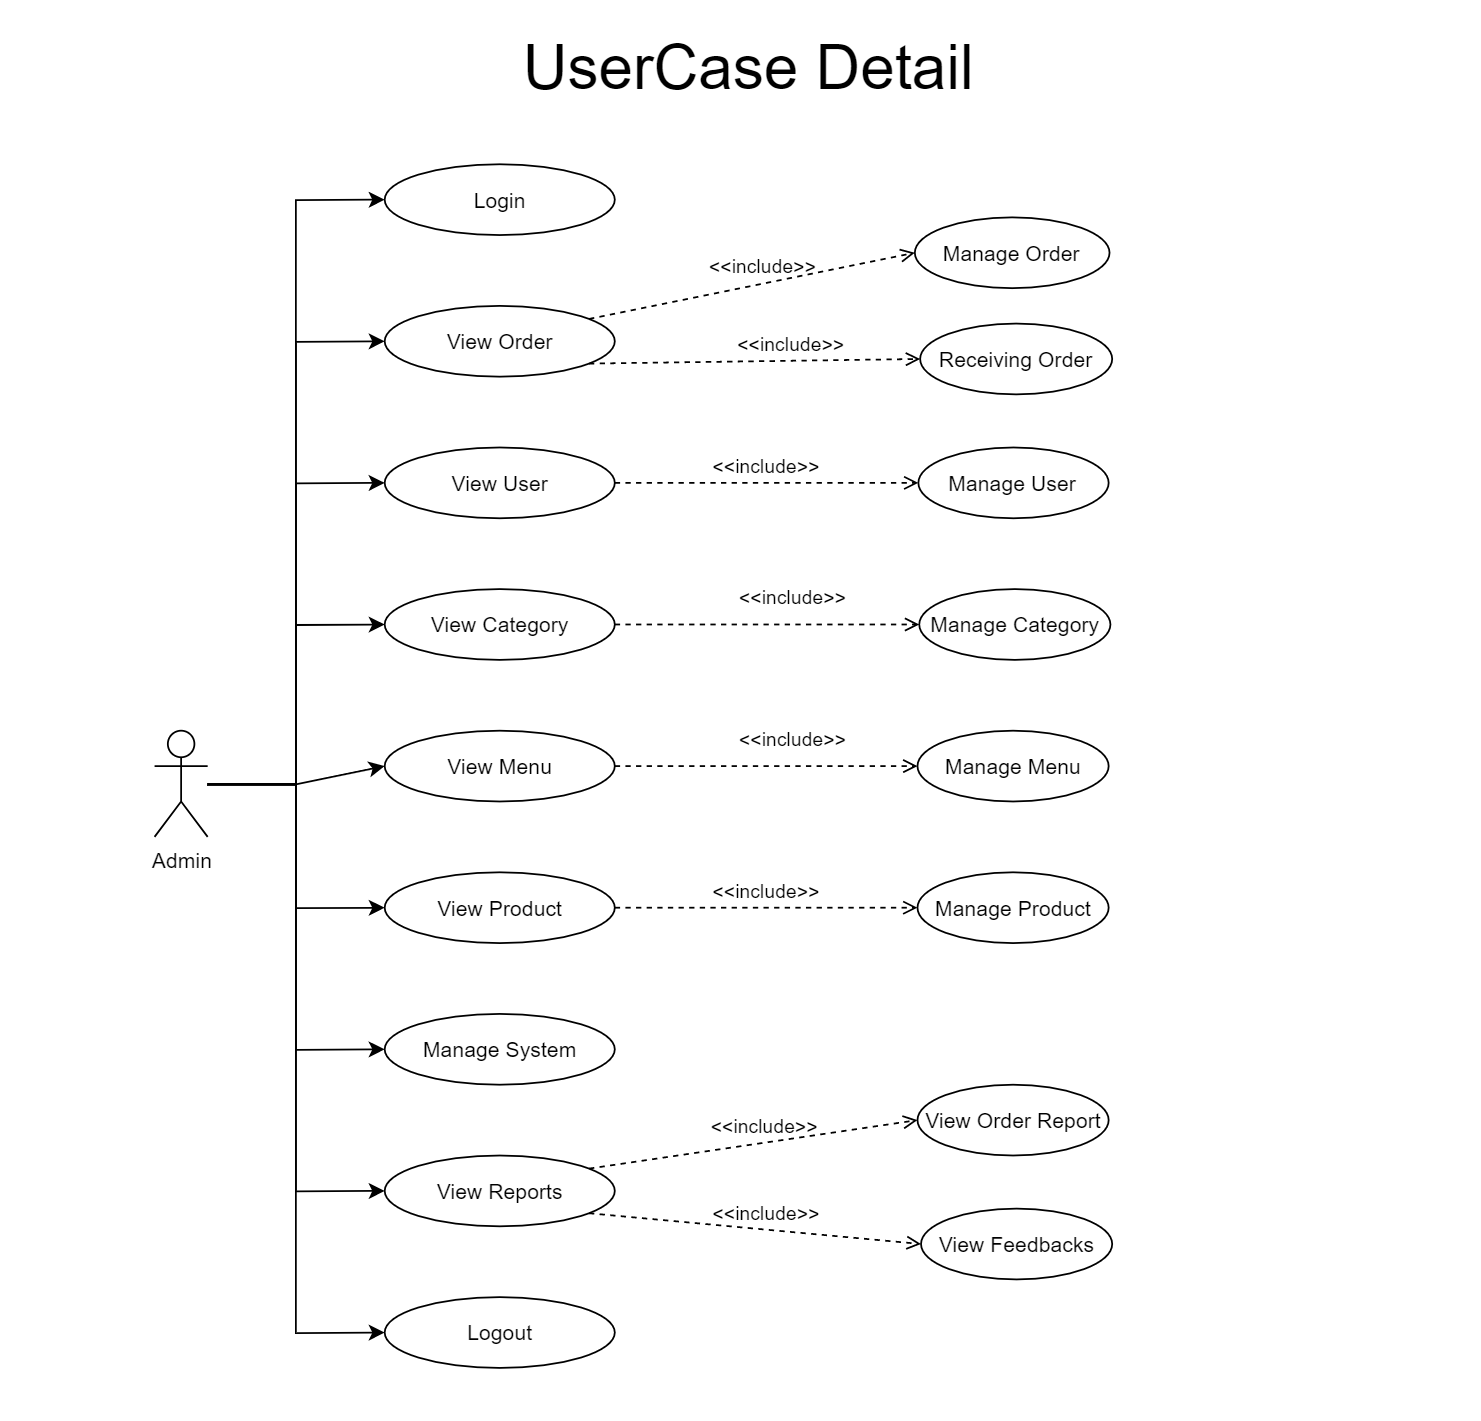 UserCase Detail
Login
<<include>>
Manage Order
View Order
<<include>>
Receiving Order
View User
<<include>>
Manage User
View Category
<<include>>
Manage Category
View Menu
<<include>>
Manage Menu
Admin
View Product
<<include>>
Manage Product
Manage System
<<include>>
View Order Report
View Reports
<<include>>
View Feedbacks
Logout